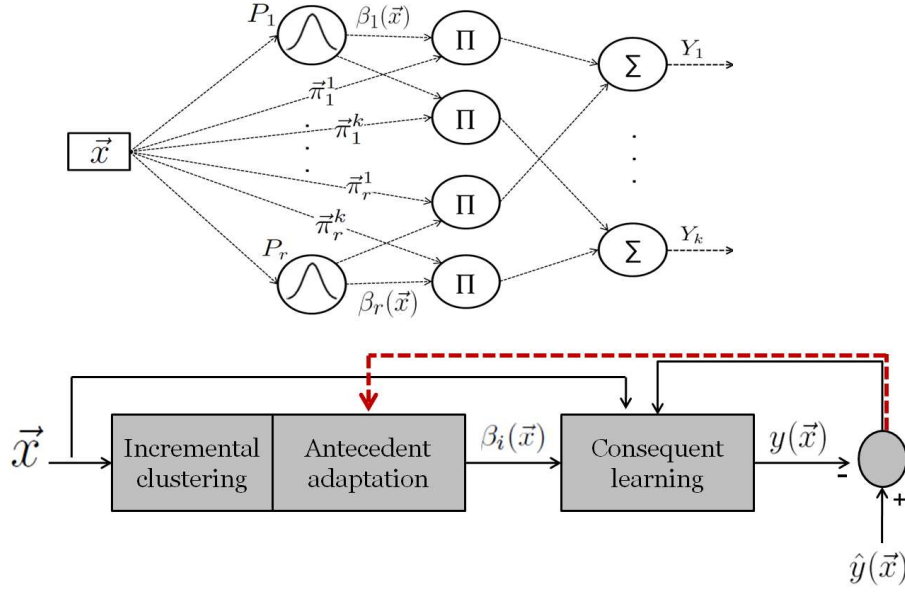 P₁ β₁(x⃗) Π
Σ Y₁
π⃗₁¹
Π
x⃗ π⃗₁ᵏ
π⃗ᵣ¹ Π
π⃗ᵣᵏ
Pᵣ Σ Yₖ
Π
βᵣ(x⃗)
x⃗ Incremental clustering
Antecedent adaptation
βᵢ(x⃗)
Consequent learning
y(x⃗)
-
+
ŷ(x⃗)